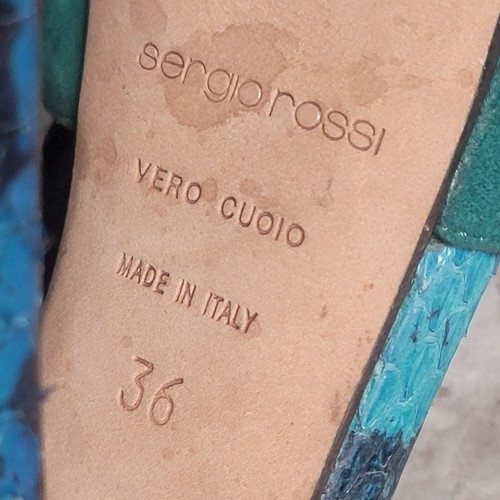 sergio rossi
VERO CUOIO
MADE IN ITALY
36